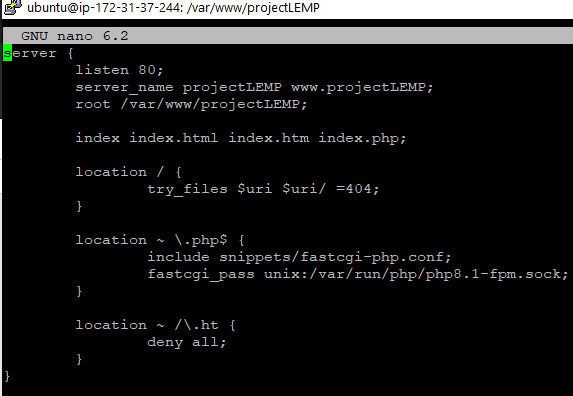 ubuntu@ip-172-31-37-244: /var/www/projectLEMP
GNU nano 6.2
server {
        listen 80;
        server_name projectLEMP www.projectLEMP;
        root /var/www/projectLEMP;

        index index.html index.htm index.php;

        location / {
                try_files $uri $uri/ =404;
        }

        location ~ \.php$ {
                include snippets/fastcgi-php.conf;
                fastcgi_pass unix:/var/run/php/php8.1-fpm.sock;
        }

        location ~ /\.ht {
                deny all;
        }
}